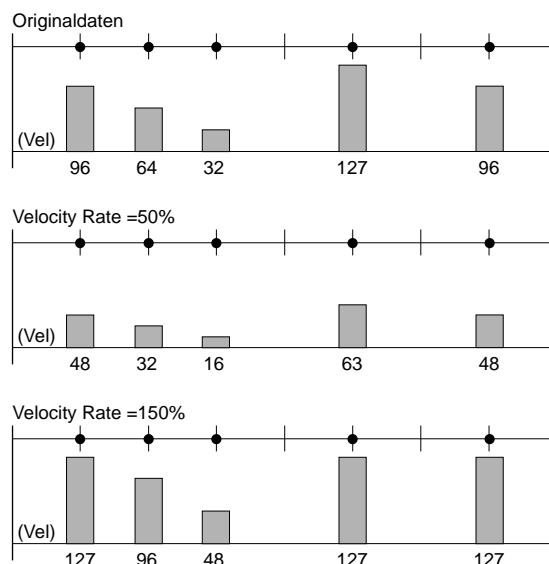 Originaldaten
(Vel)
96 64 32 127 96
Velocity Rate =50%
(Vel)
48 32 16 63 48
Velocity Rate =150%
(Vel)
127 96 48 127 127